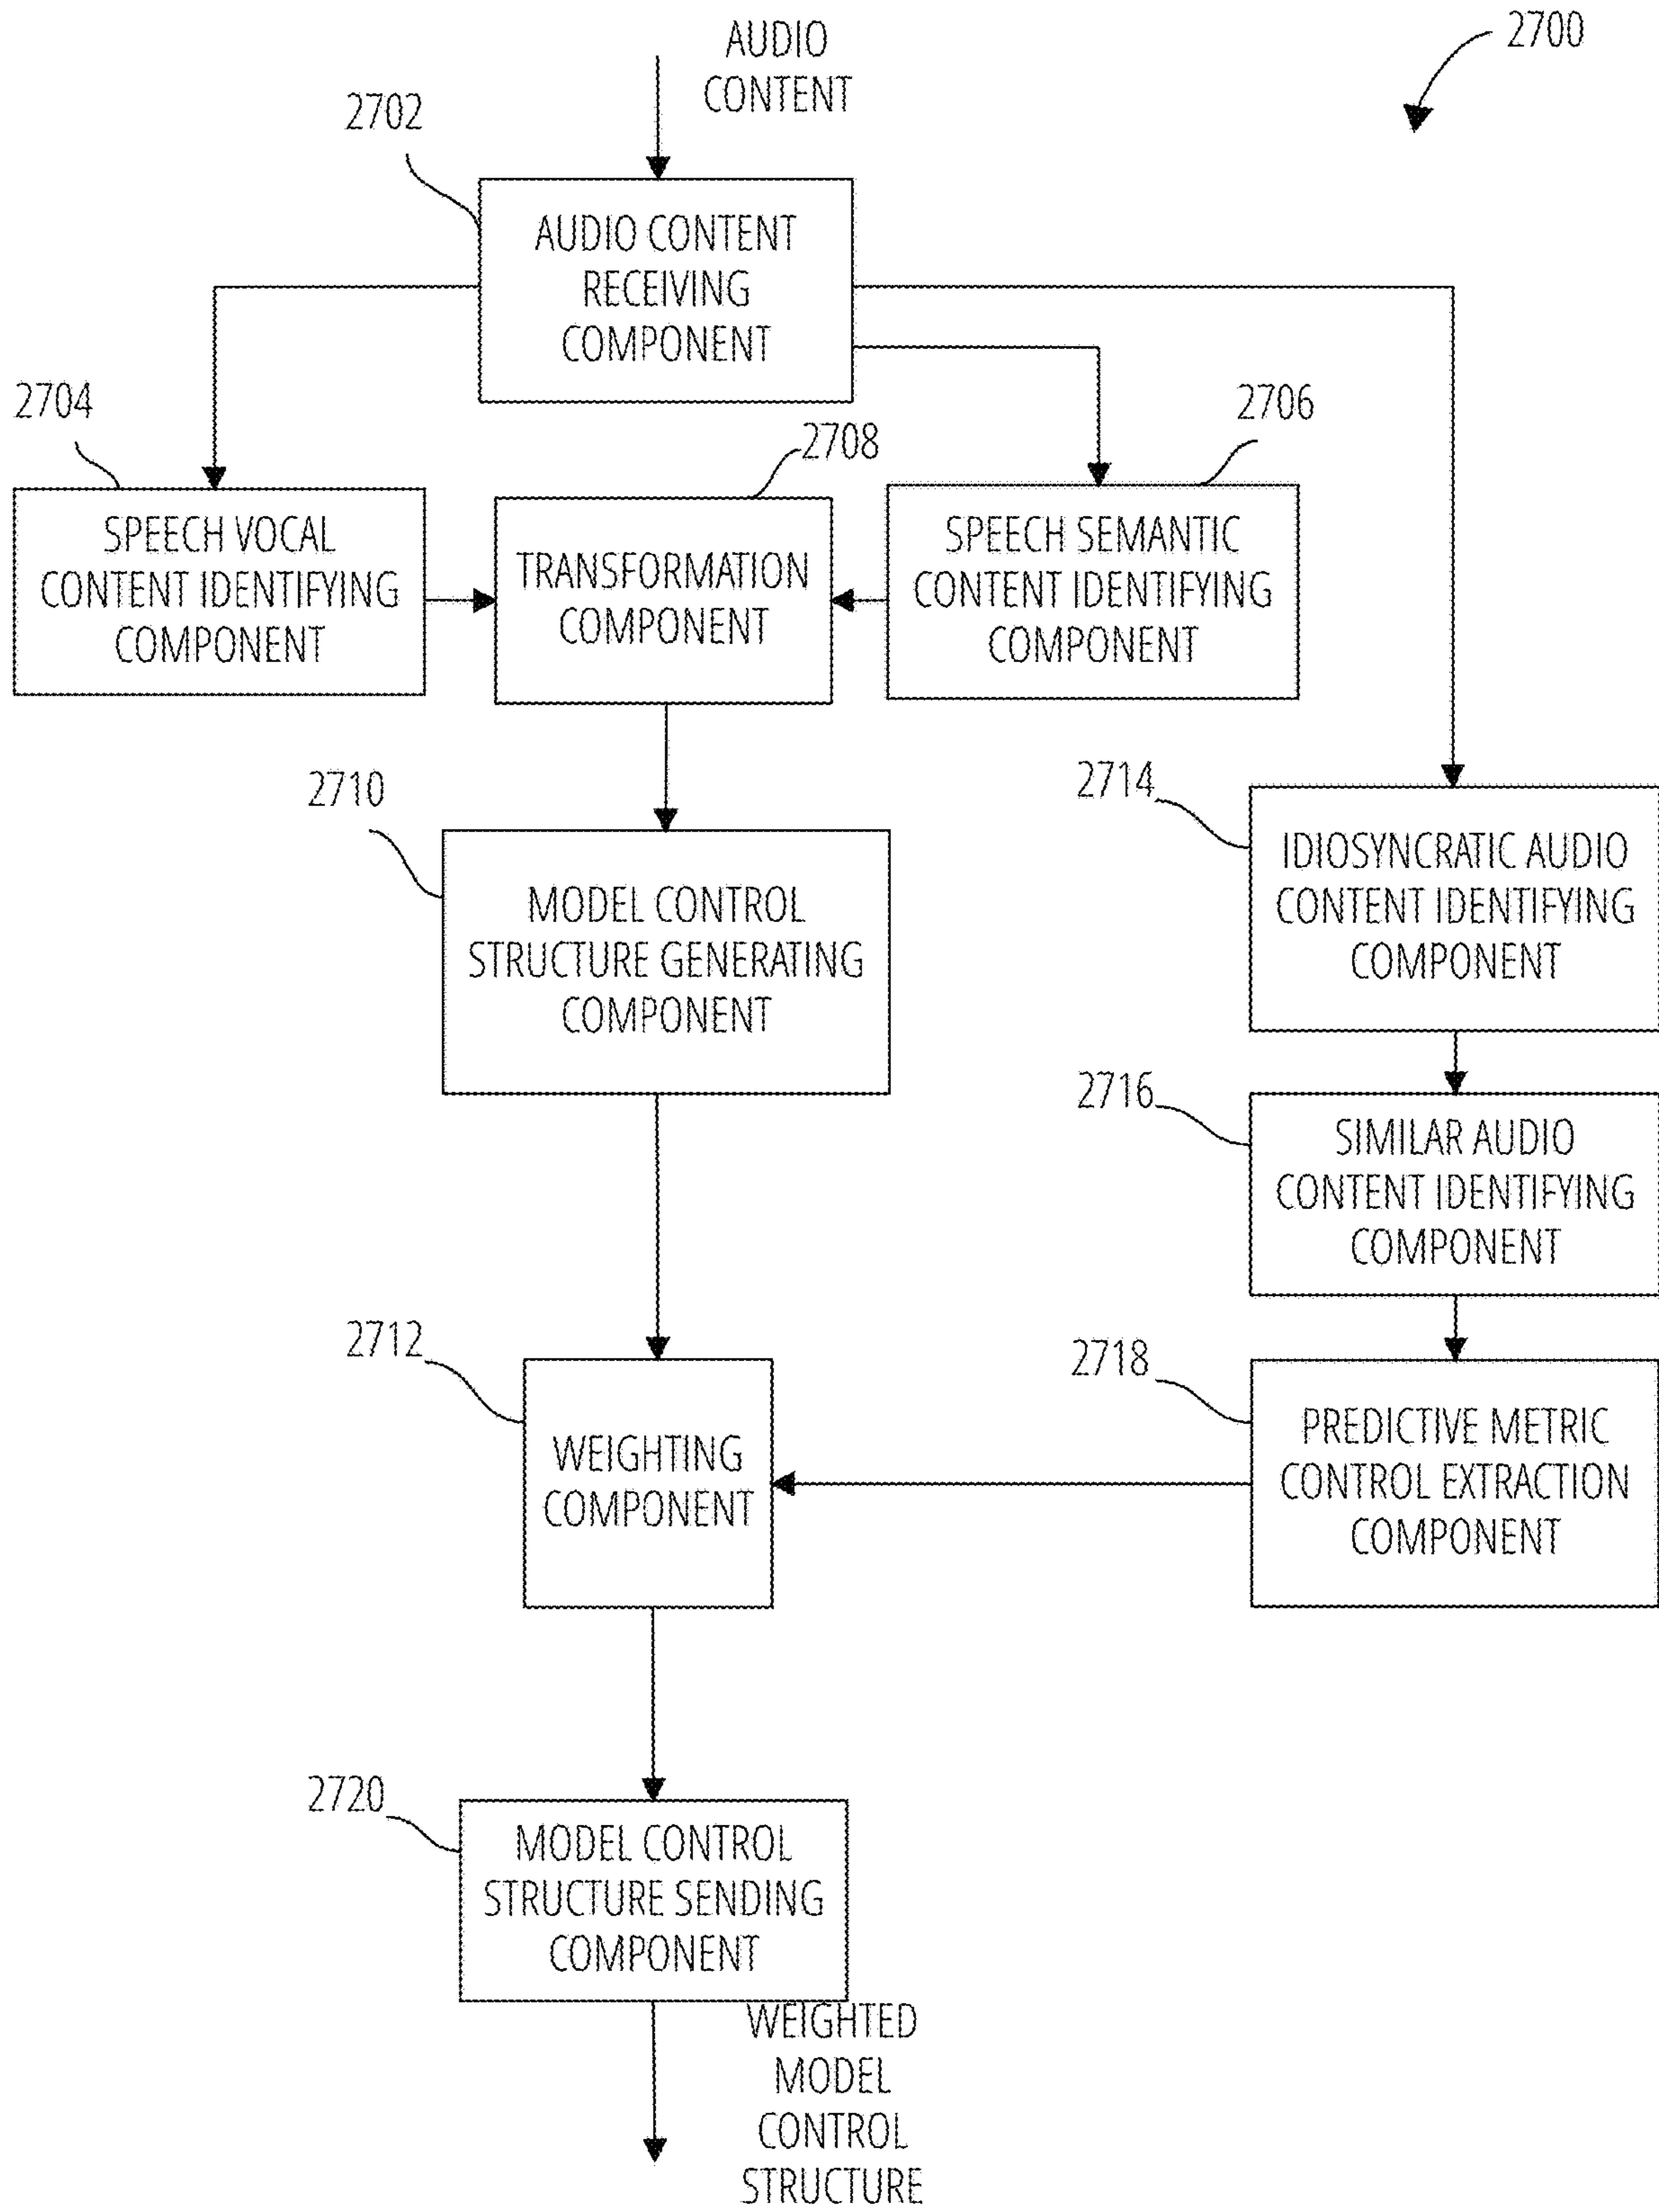 AUDIO
CONTENT
2700
2702
AUDIO CONTENT
RECEIVING
COMPONENT
2704
2706
2708
SPEECH VOCAL
CONTENT IDENTIFYING
COMPONENT
TRANSFORMATION
COMPONENT
SPEECH SEMANTIC
CONTENT IDENTIFYING
COMPONENT
2710
MODEL CONTROL
STRUCTURE GENERATING
COMPONENT
2714
IDIOSYNCRATIC AUDIO
CONTENT IDENTIFYING
COMPONENT
2716
SIMILAR AUDIO
CONTENT IDENTIFYING
COMPONENT
2712
WEIGHTING
COMPONENT
2718
PREDICTIVE METRIC
CONTROL EXTRACTION
COMPONENT
2720
MODEL CONTROL
STRUCTURE SENDING
COMPONENT
WEIGHTED
MODEL
CONTROL
STRUCTURE